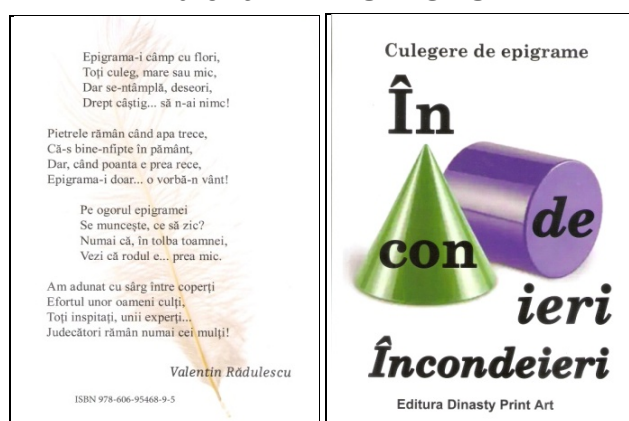 Epigrama-i câmp cu flori,
Toți culeg, mare sau mic,
Dar se-ntâmplă, deseori,
Drept câștig... să n-ai nimc!
Pietrele rămân când apa trece,
Că-s bine-nfipte în pământ,
Dar, când poanta e prea rece,
Epigrama-i doar... o vorbă-n vânt!
Pe ogorul epigramei
Se muncește, ce să zic?
Numai că, în tolba toamnei,
Vezi că rodul e... prea mic.
Am adunat cu sârg între coperți
Efortul unor oameni culți,
Toți inspitați, unii experți...
Judecători rămân numai cei mulți!
Valentin Rădulescu
ISBN 978-606-95468-9-5
Culegere de epigrame
În
con
de
ieri
Încondeieri
Editura Dinasty Print Art